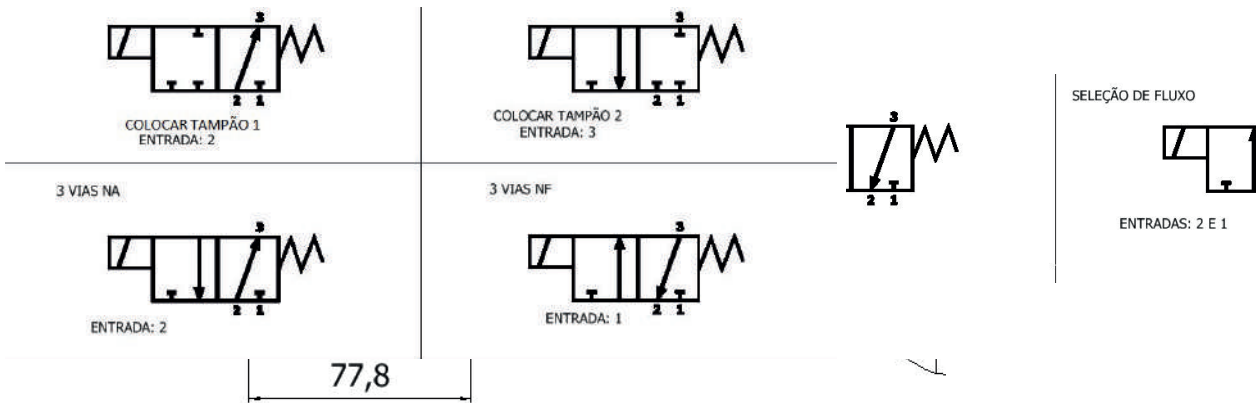 3
2 1
COLOCAR TAMPÃO 1
ENTRADA: 2
3
2 1
COLOCAR TAMPÃO 2
ENTRADA: 3
3 VIAS NA
3
2 1
ENTRADA: 2
3 VIAS NF
3
2 1
ENTRADA: 1
3
2 1
SELEÇÃO DE FLUXO
ENTRADAS: 2 E 1
77,8